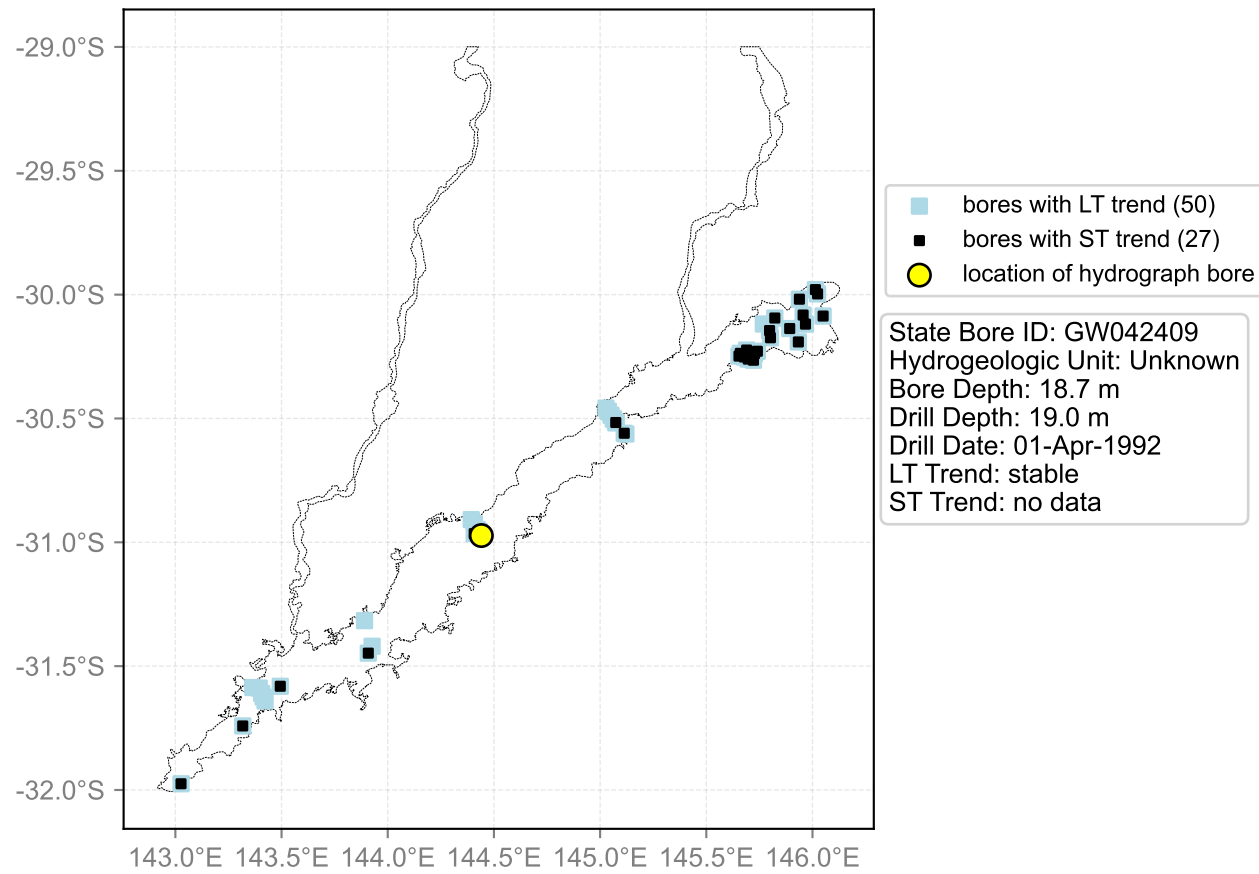 -29.0°S
-29.5°S
-30.0°S
-30.5°S
-31.0°S
-31.5°S
-32.0°S
143.0°E 143.5°E 144.0°E 144.5°E 145.0°E 145.5°E 146.0°E
bores with LT trend (50)
bores with ST trend (27)
location of hydrograph bore
State Bore ID: GW042409
Hydrogeologic Unit: Unknown
Bore Depth: 18.7 m
Drill Depth: 19.0 m
Drill Date: 01-Apr-1992
LT Trend: stable
ST Trend: no data